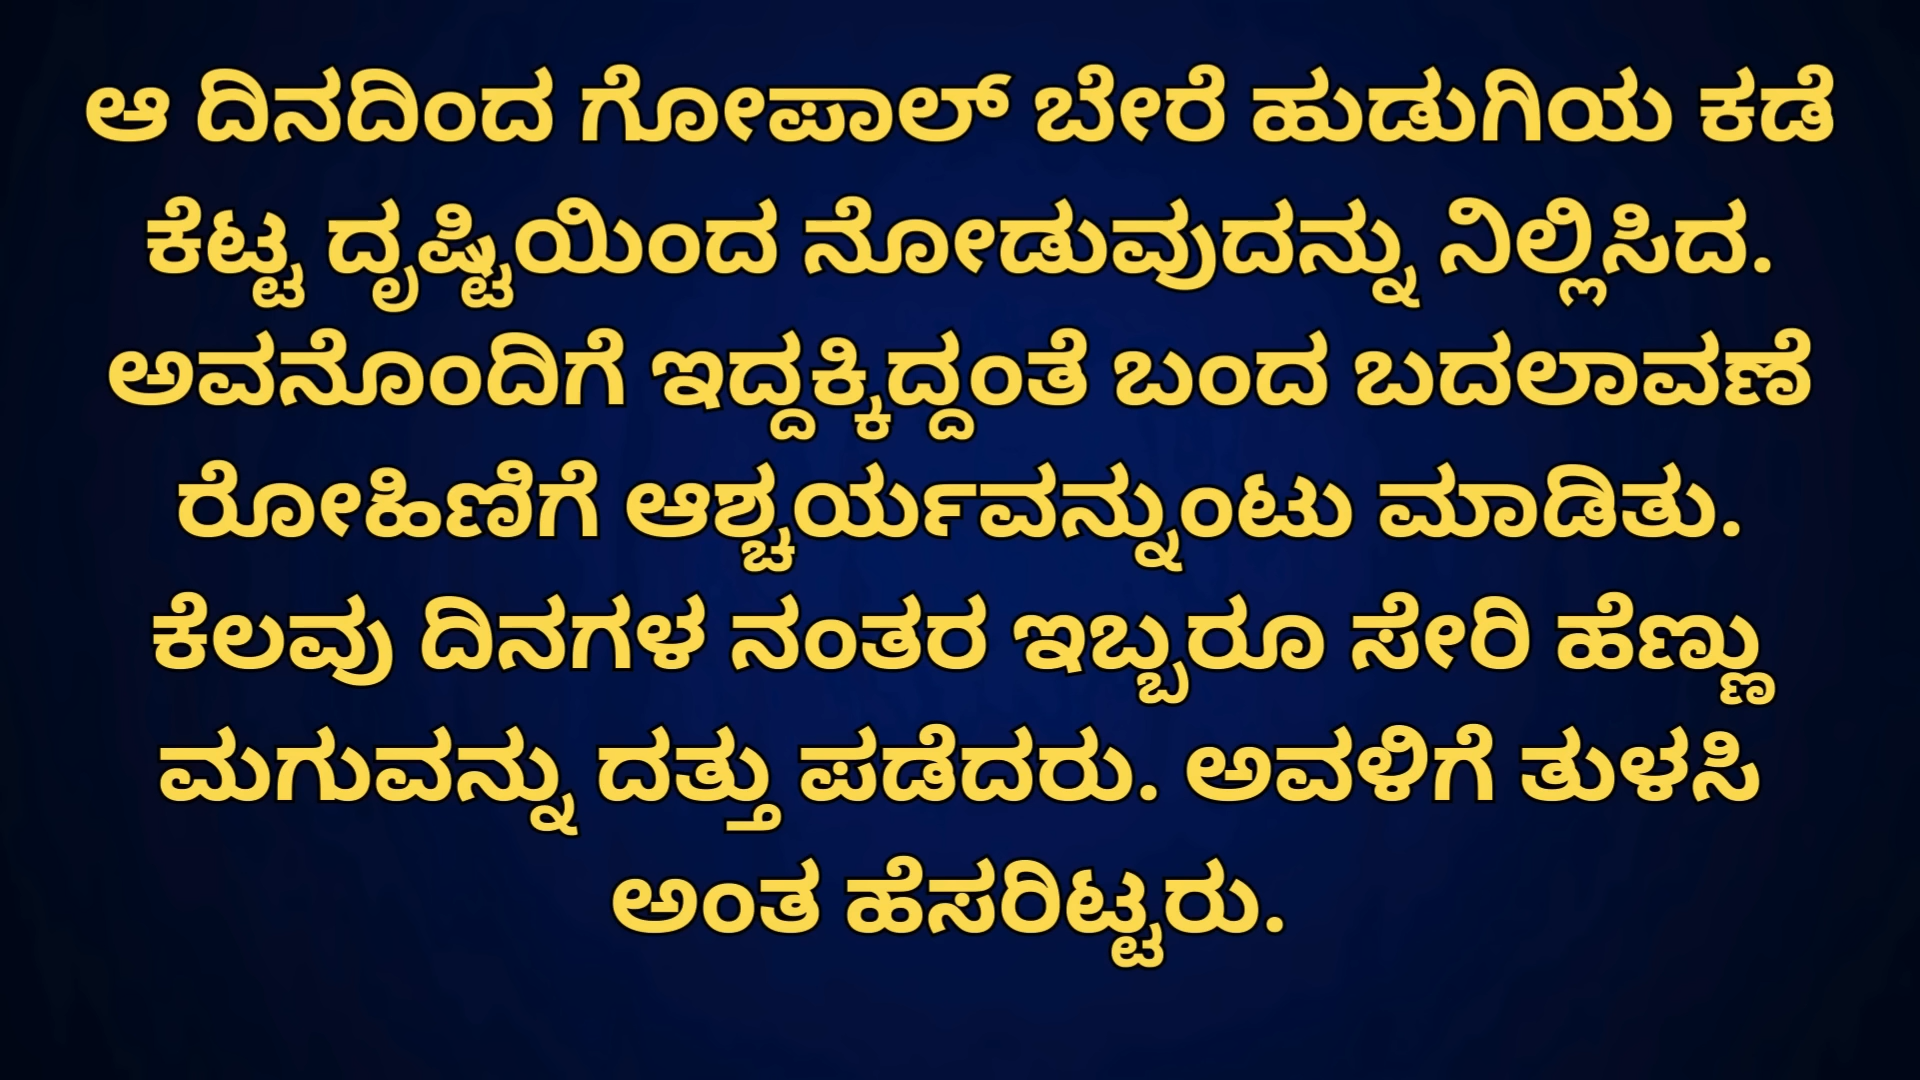 ಆ ದಿನದಿಂದ ಗೋಪಾಲ್ ಬೇರೆ ಹುಡುಗಿಯ ಕಡೆ
ಕೆಟ್ಟ ದೃಷ್ಟಿಯಿಂದ ನೋಡುವುದನ್ನು ನಿಲ್ಲಿಸಿದ.
ಅವನೊಂದಿಗೆ ಇದ್ದಕ್ಕಿದ್ದಂತೆ ಬಂದ ಬದಲಾವಣೆ
ರೋಹಿಣಿಗೆ ಆಶ್ಚರ್ಯವನ್ನುಂಟು ಮಾಡಿತು.
ಕೆಲವು ದಿನಗಳ ನಂತರ ಇಬ್ಬರೂ ಸೇರಿ ಹೆಣ್ಣು
ಮಗುವನ್ನು ದತ್ತು ಪಡೆದರು. ಅವಳಿಗೆ ತುಳಸಿ
ಅಂತ ಹೆಸರಿಟ್ಟರು.